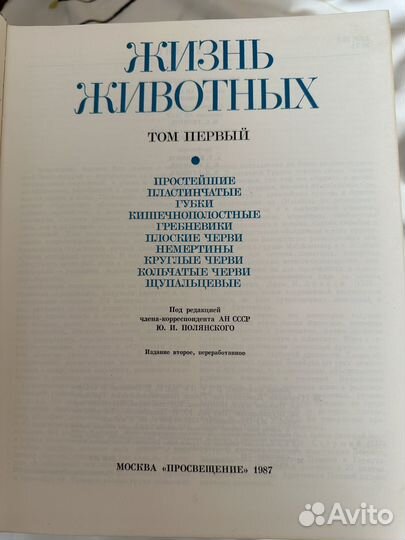 ЖИЗНЬ
ЖИВОТНЫХ
ТОМ ПЕРВЫЙ
ПРОСТЕЙШИЕ
ПЛАСТИНЧАТЫЕ
ГУБКИ
КИШЕЧНОПОЛОСТНЫЕ
ГРЕБНЕВИКИ
ПЛОСКИЕ ЧЕРВИ
НЕМЕРТИНЫ
КРУГЛЫЕ ЧЕРВИ
КОЛЬЧАТЫЕ ЧЕРВИ
ЩУПАЛЬЦЕВЫЕ
Под редакцией
члена-корреспондента АН СССР
Ю. И. ПОЛЯНСКОГО
Издание второе, переработанное
МОСКВА «ПРОСВЕЩЕНИЕ» 1987
Avito